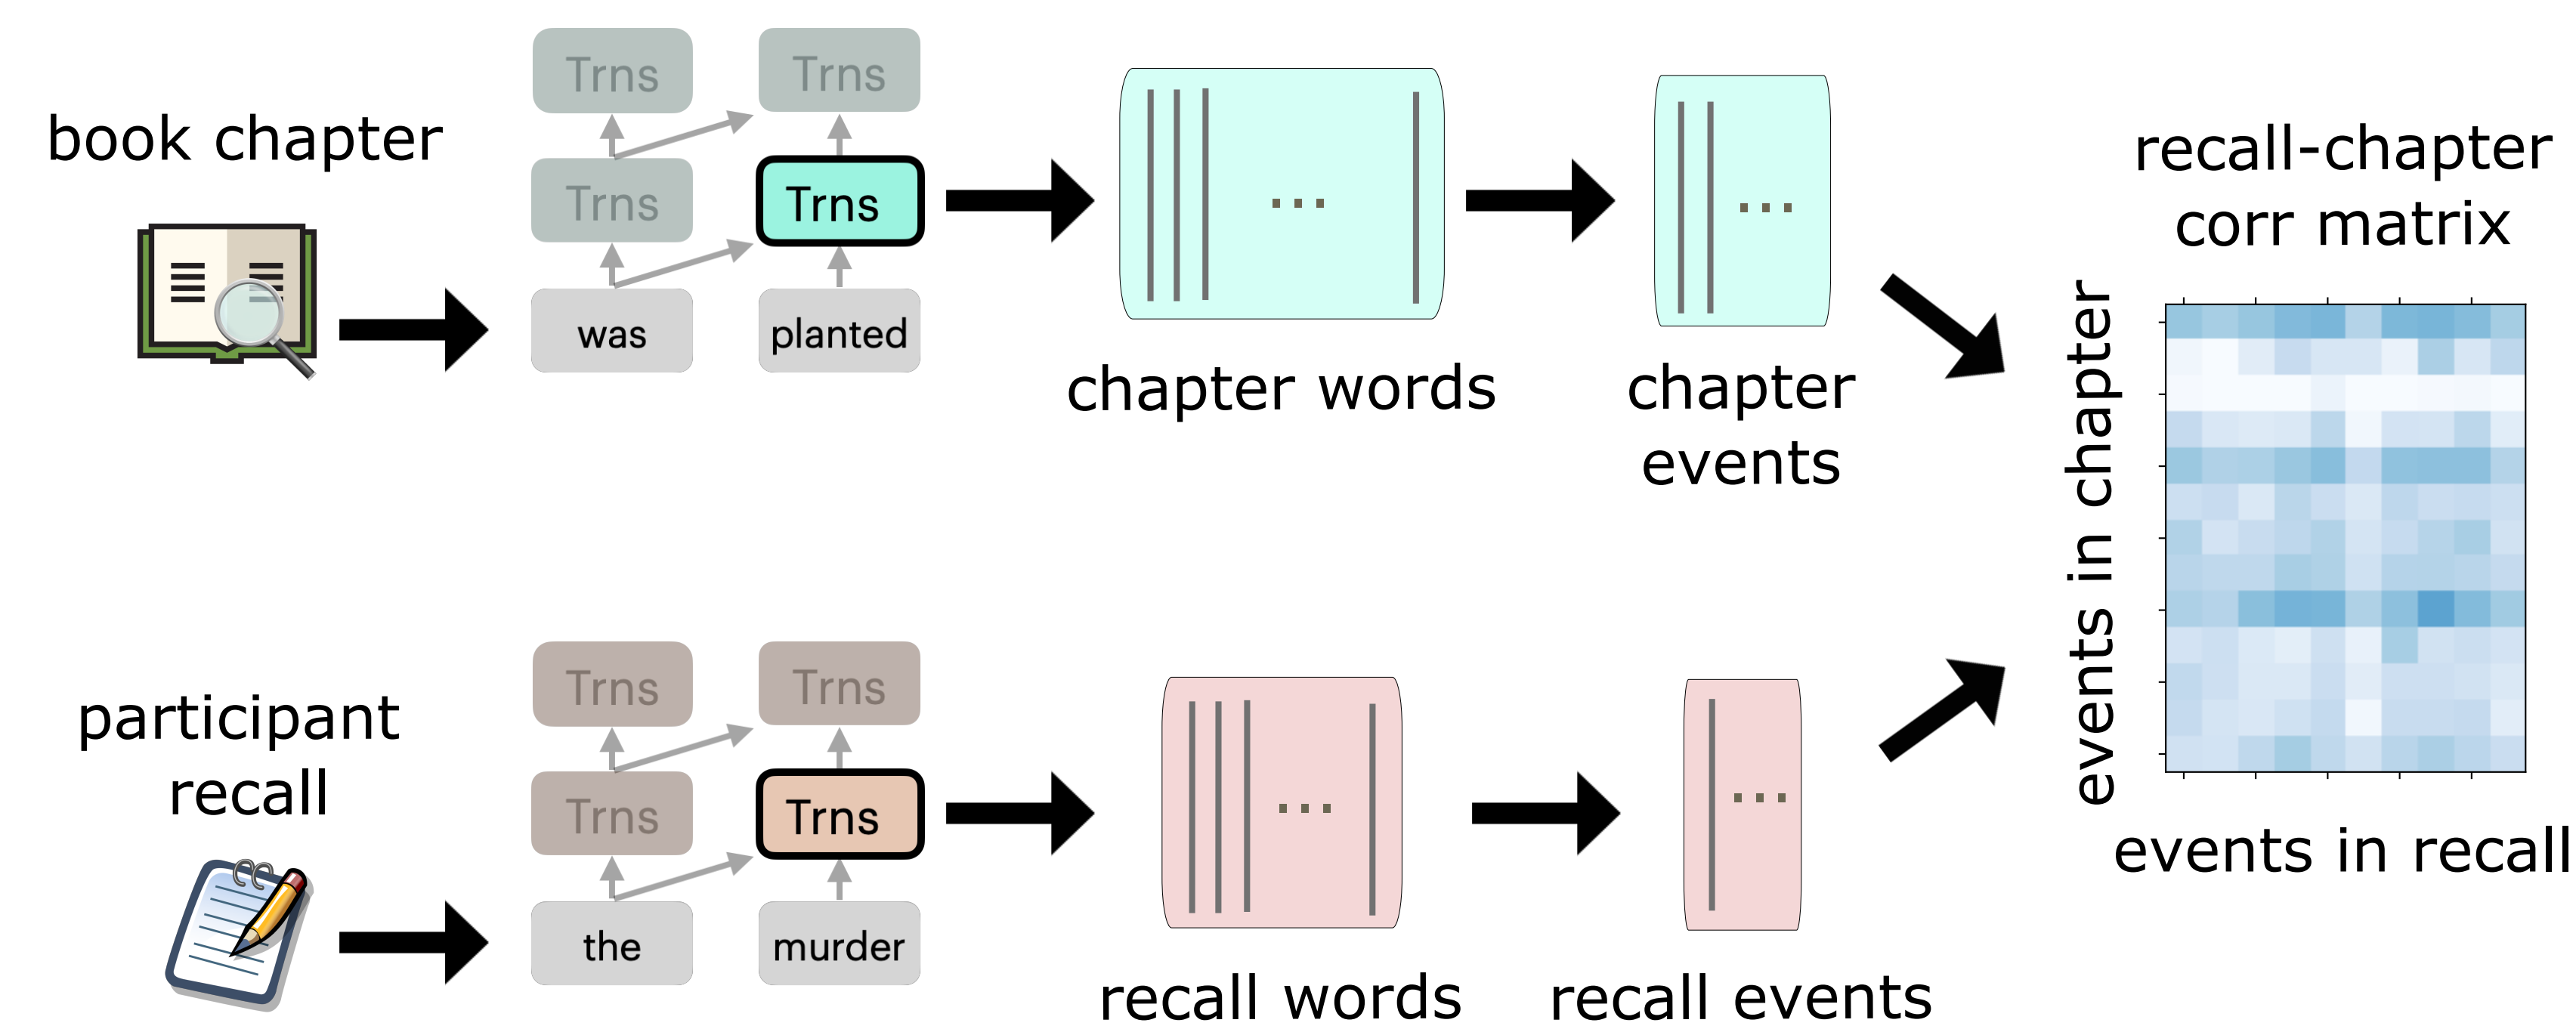 book chapter
Trns
Trns
Trns
Trns
was
planted
...
chapter words
...
chapter
events
participant
recall
Trns
Trns
Trns
Trns
the
murder
...
recall words
...
recall events
recall-chapter
corr matrix
events in chapter
events in recall